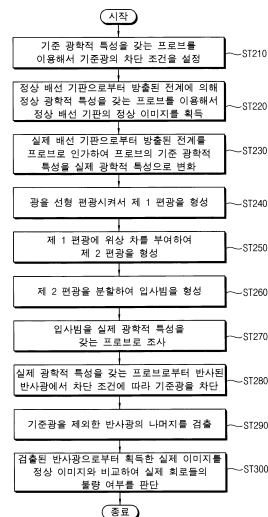 시작
기준 광학적 특성을 갖는 프로브를
이용해서 기준광의 차단 조건을 설정
ST210
정상 배선 기판으로부터 방출된 전계에 의해
정상 광학적 특성을 갖는 프로브를 이용해서
정상 배선 기판의 정상 이미지를 획득
ST220
실제 배선 기판으로부터 방출된 전계를
프로브로 인가하여 프로브의 기준 광학적
특성을 실제 광학적 특성으로 변화
ST230
광을 선형 편광시켜서 제 1 편광을 형성
ST240
제 1 편광에 위상 차를 부여하여
제 2 편광을 형성
ST250
제 2 편광을 분할하여 입사빔을 형성
ST260
입사빔을 실제 광학적 특성을
갖는 프로브로 조사
ST270
실제 광학적 특성을 갖는 프로브로부터 반사된
반사광에서 차단 조건에 따라 기준광을 차단
ST280
기준광을 제외한 반사광의 나머지를 검출
ST290
검출된 반사광으로부터 획득한 실제 이미지를
정상 이미지와 비교하여 실제 회로들의
불량 여부를 판단
ST300
종료